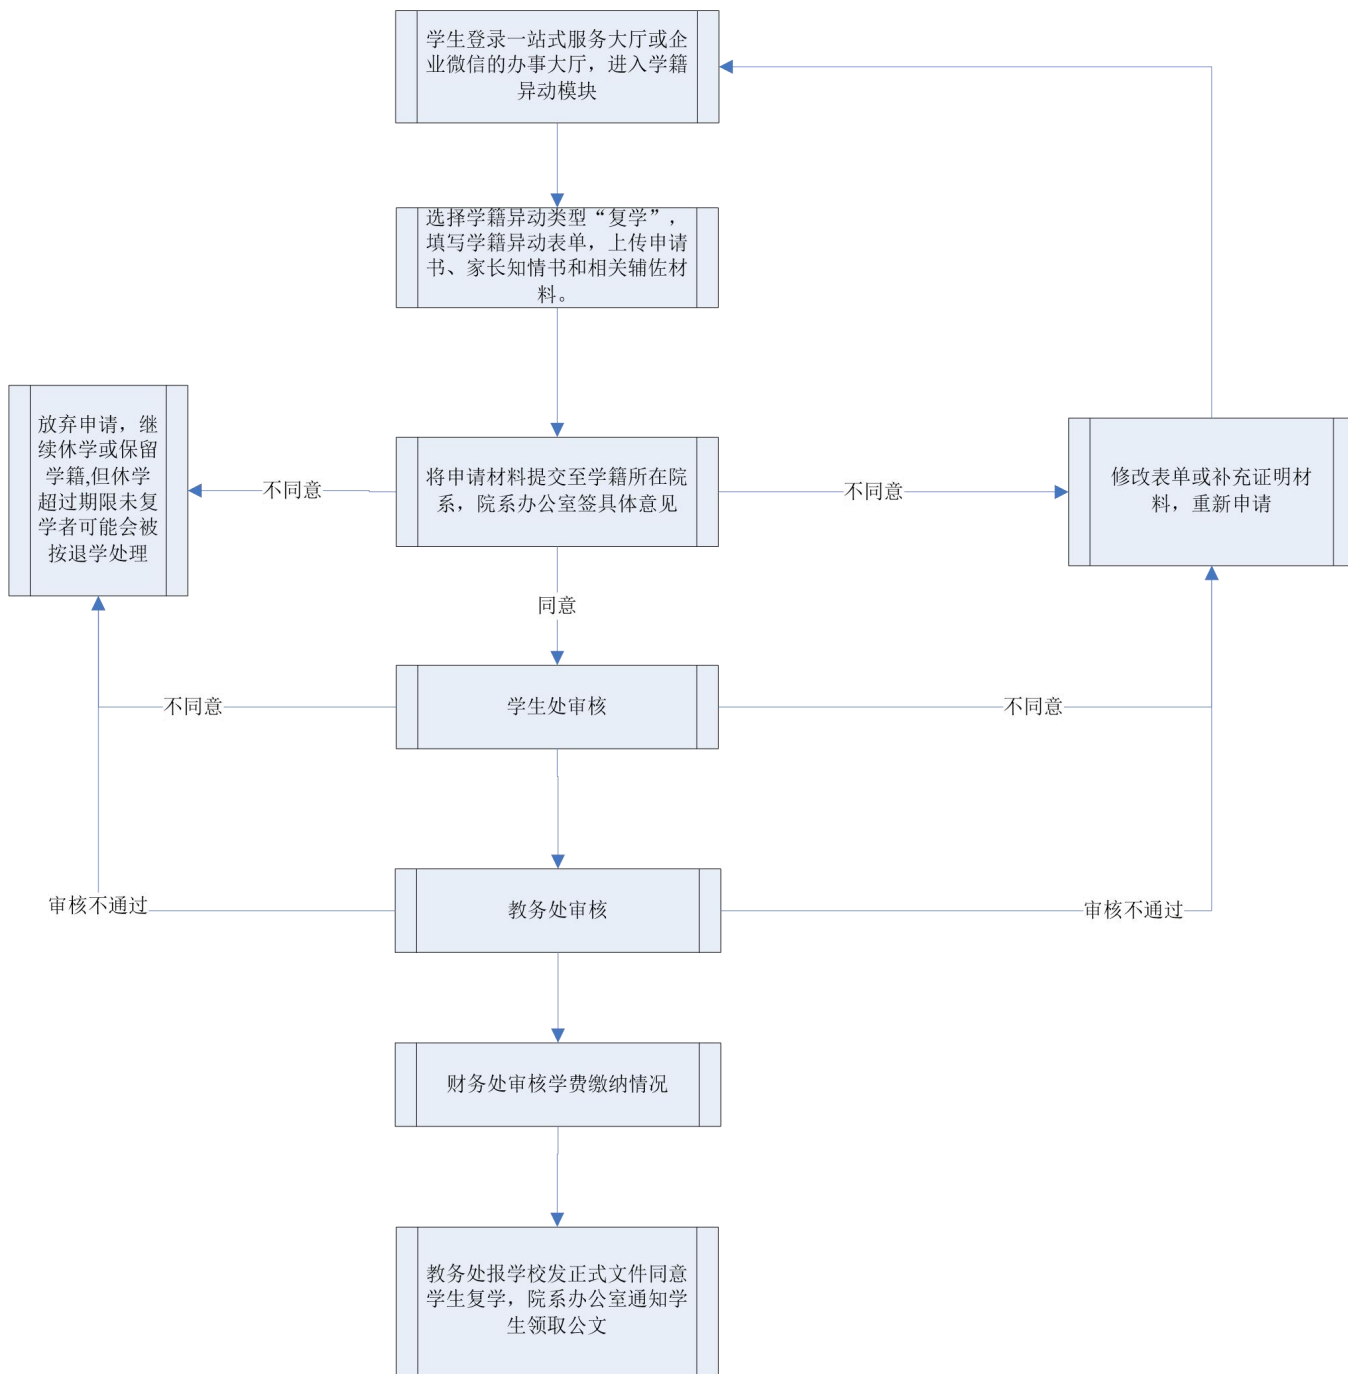 学生登录一站式服务大厅或企
业微信的办事大厅，进入学籍
异动模块
选择学籍异动类型“复学”，
填写学籍异动表单，上传申请
书、家长知情书和相关辅佐材
料。
放弃申请，继
续休学或保留
学籍,但休学
超过期限未复
学者可能会被
按退学处理
不同意
将申请材料提交至学籍所在院
系，院系办公室签具体意见
不同意
修改表单或补充证明材
料，重新申请
同意
不同意
学生处审核
不同意
审核不通过
教务处审核
审核不通过
财务处审核学费缴纳情况
教务处报学校发正式文件同意
学生复学，院系办公室通知学
生领取公文